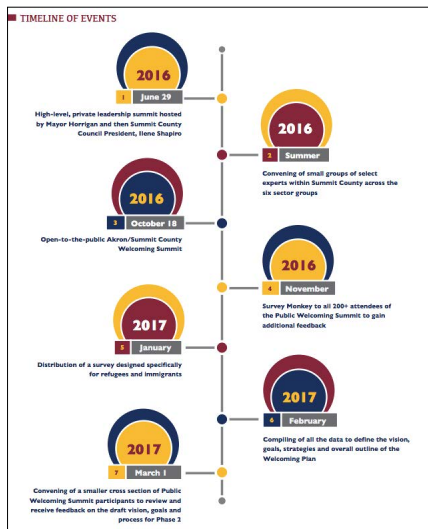 TIMELINE OF EVENTS
2016
1 June 29
High-level, private leadership summit hosted
by Mayor Horrigan and then Summit County
Council President, Ilene Shapiro
2016
2 Summer
Convening of small groups of select
experts within Summit County across the
six sector groups
2016
3 October 18
Open-to-the-public Akron/Summit County
Welcoming Summit
2016
4 November
Survey Monkey to all 200+ attendees of
the Public Welcoming Summit to gain
additional feedback
2017
5 January
Distribution of a survey designed specifically
for refugees and immigrants
2017
6 February
Compiling of all the data to define the vision,
goals, strategies and overall outline of the
Welcoming Plan
2017
7 March 1
Convening of a smaller cross section of Public
Welcoming Summit participants to review and
receive feedback on the draft vision, goals and
process for Phase 2